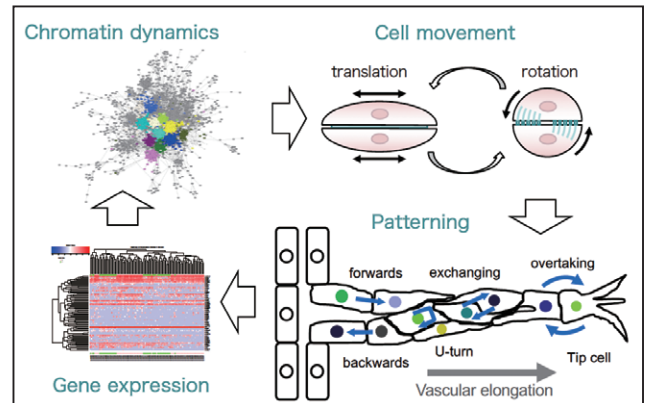 Chromatin dynamics
Cell movement
translation
rotation
Patterning
forwards
exchanging
overtaking
backwards
U-turn
Tip cell
Vascular elongation
Gene expression